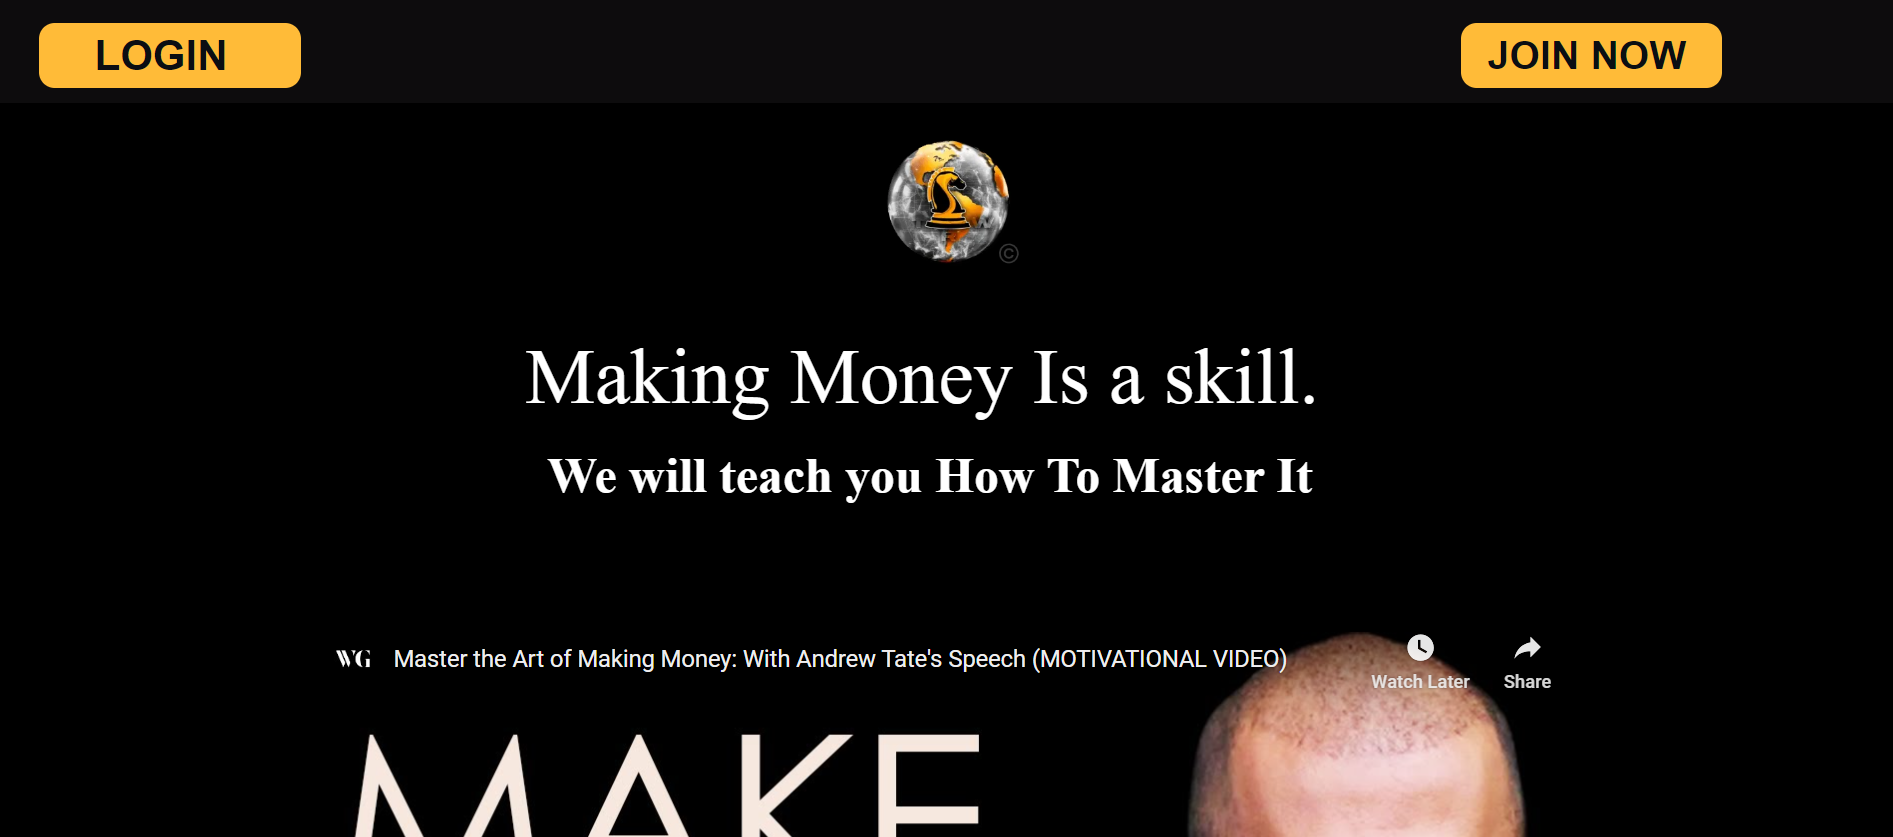 LOGIN
JOIN NOW
©
Making Money Is a skill.
We will teach you How To Master It
WG Master the Art of Making Money: With Andrew Tate's Speech (MOTIVATIONAL VIDEO)
Watch Later
Share
MAKE